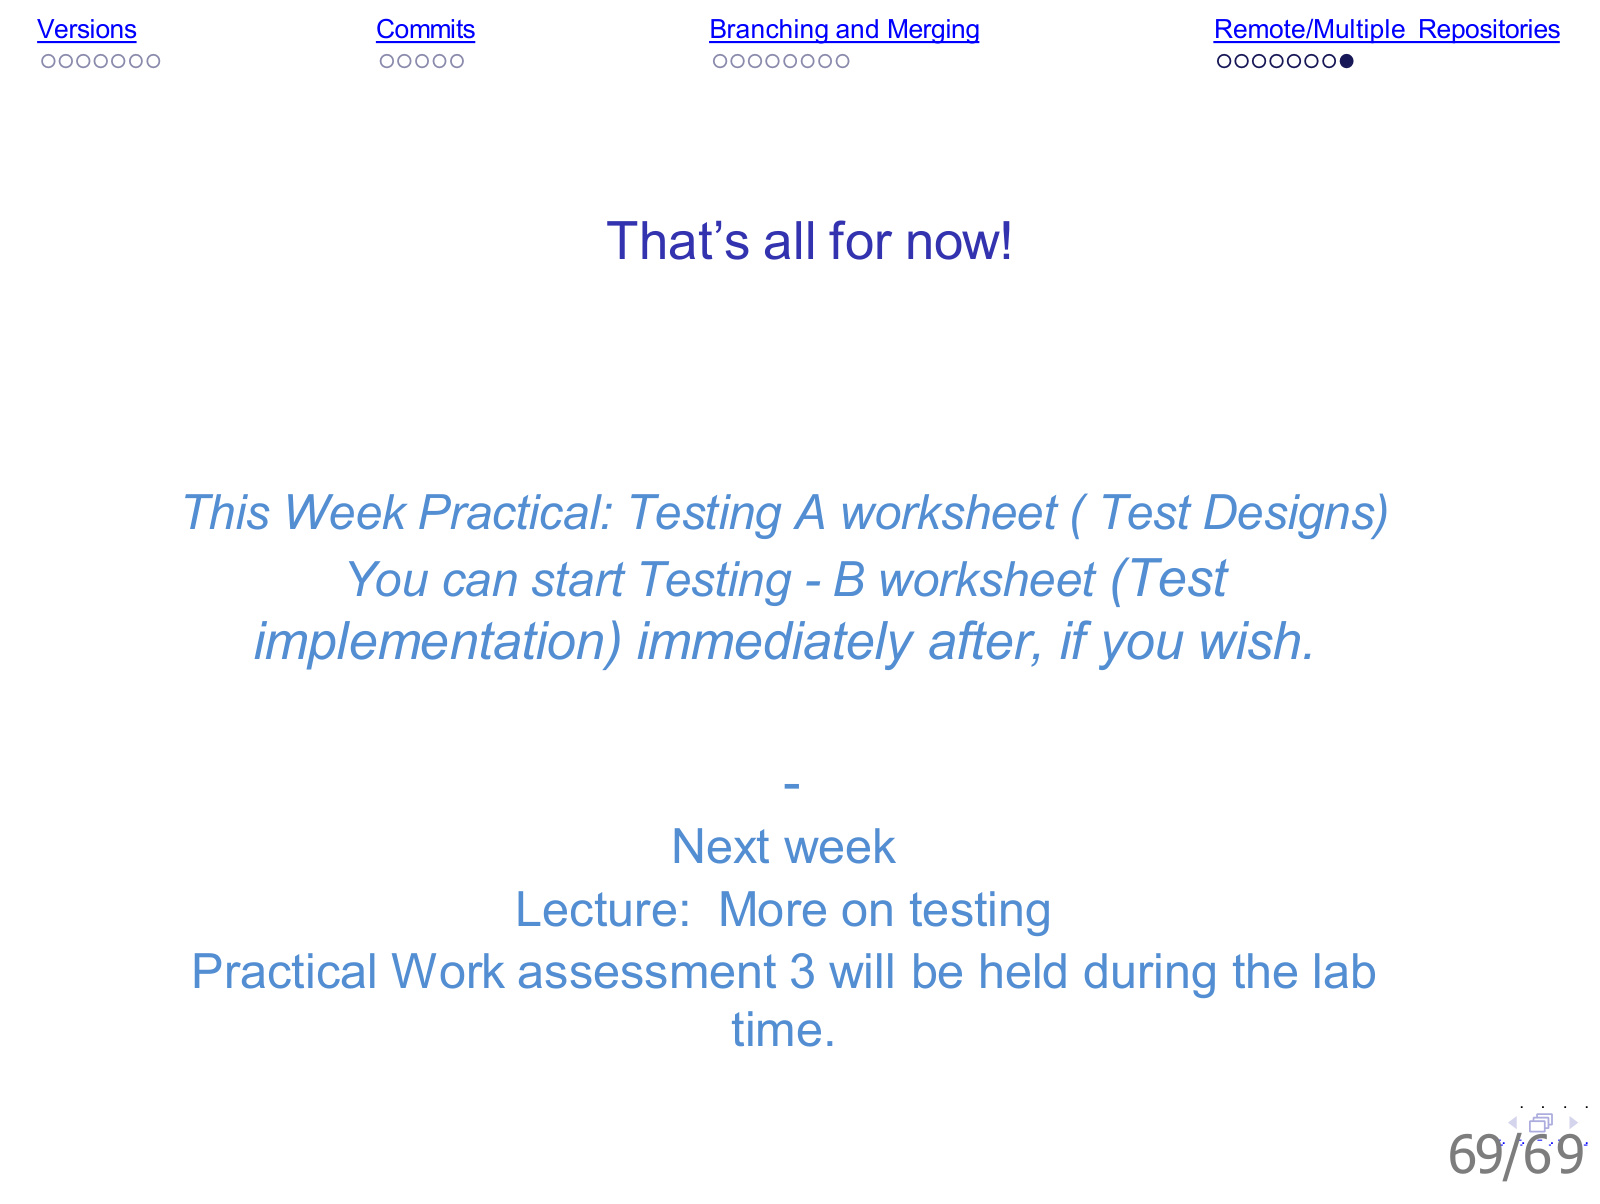 Versions Commits Branching and Merging Remote/Multiple Repositories
That’s all for now!
This Week Practical: Testing A worksheet ( Test Designs)
You can start Testing - B worksheet (Test
implementation) immediately after, if you wish.
-
Next week
Lecture: More on testing
Practical Work assessment 3 will be held during the lab
time.
69/69